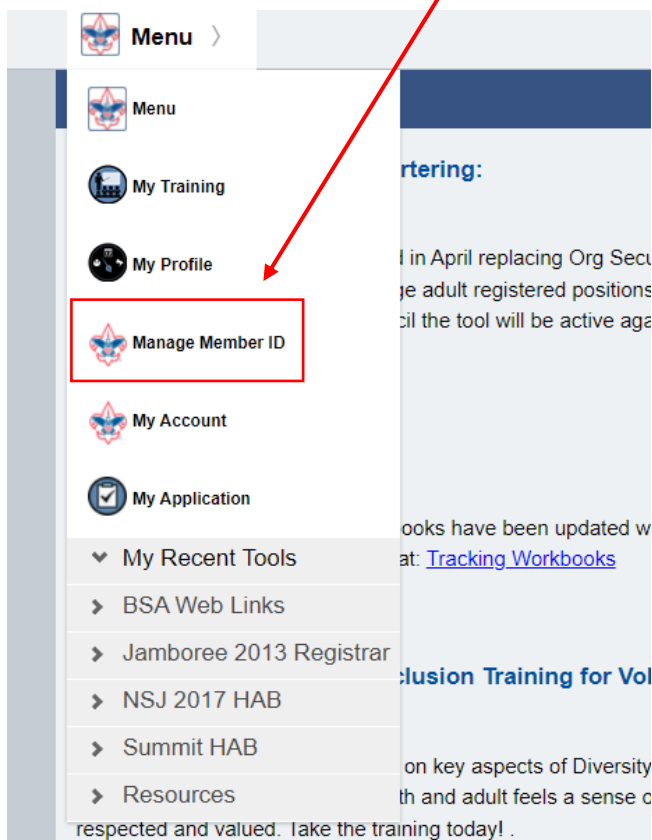 Menu
Menu
My Training
rtering:
My Profile
in April replacing Org Secu
ge adult registered positions
Manage Member ID
cil the tool will be active aga
My Account
My Application
ooks have been updated w
My Recent Tools
at: Tracking Workbooks
BSA Web Links
Jamboree 2013 Registrar
clusion Training for Vol
NSJ 2017 HAB
Summit HAB
on key aspects of Diversity
Resources
th and adult feels a sense o
respected and valued. Take the training today! .